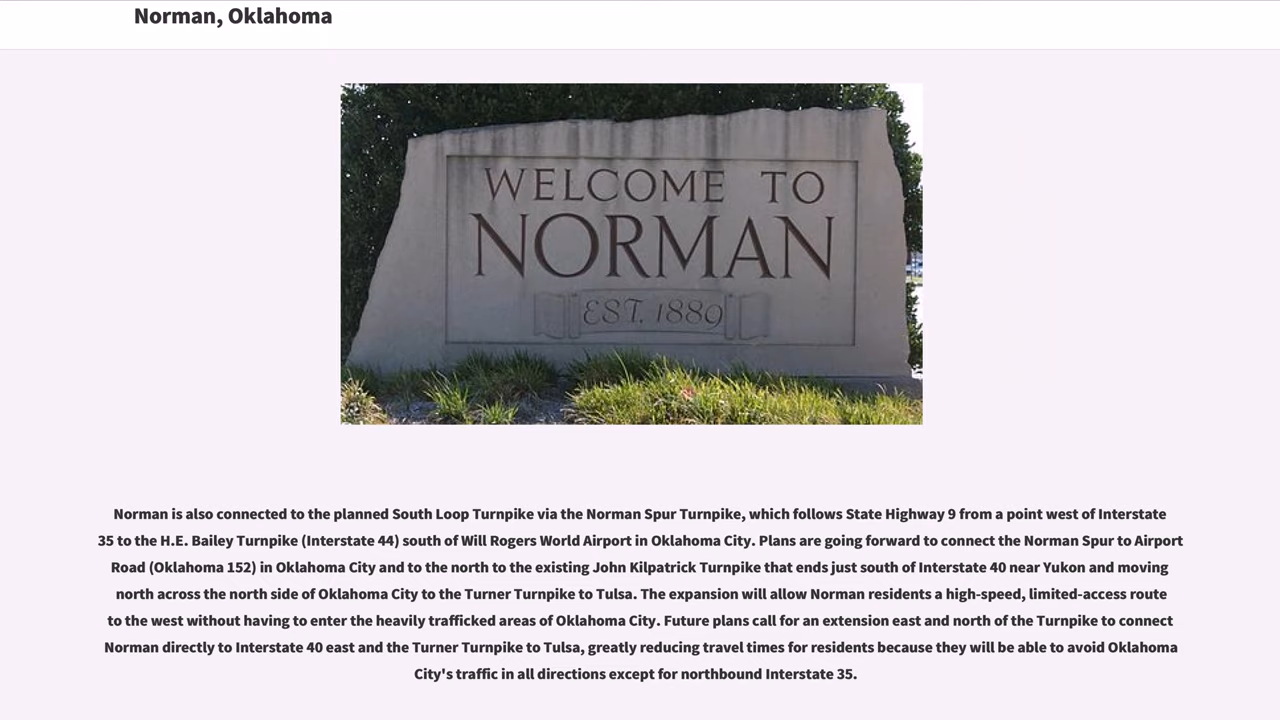 Norman, Oklahoma
WELCOME TO
NORMAN
EST. 1889
Norman is also connected to the planned South Loop Turnpike via the Norman Spur Turnpike, which follows State Highway 9 from a point west of Interstate
35 to the H.E. Bailey Turnpike (Interstate 44) south of Will Rogers World Airport in Oklahoma City. Plans are going forward to connect the Norman Spur to Airport
Road (Oklahoma 152) in Oklahoma City and to the north to the existing John Kilpatrick Turnpike that ends just south of Interstate 40 near Yukon and moving
north across the north side of Oklahoma City to the Turner Turnpike to Tulsa. The expansion will allow Norman residents a high-speed, limited-access route
to the west without having to enter the heavily trafficked areas of Oklahoma City. Future plans call for an extension east and north of the Turnpike to connect
Norman directly to Interstate 40 east and the Turner Turnpike to Tulsa, greatly reducing travel times for residents because they will be able to avoid Oklahoma
City's traffic in all directions except for northbound Interstate 35.